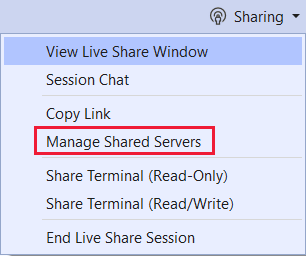 Sharing
View Live Share Window
Session Chat
Copy Link
Manage Shared Servers
Share Terminal (Read-Only)
Share Terminal (Read/Write)
End Live Share Session